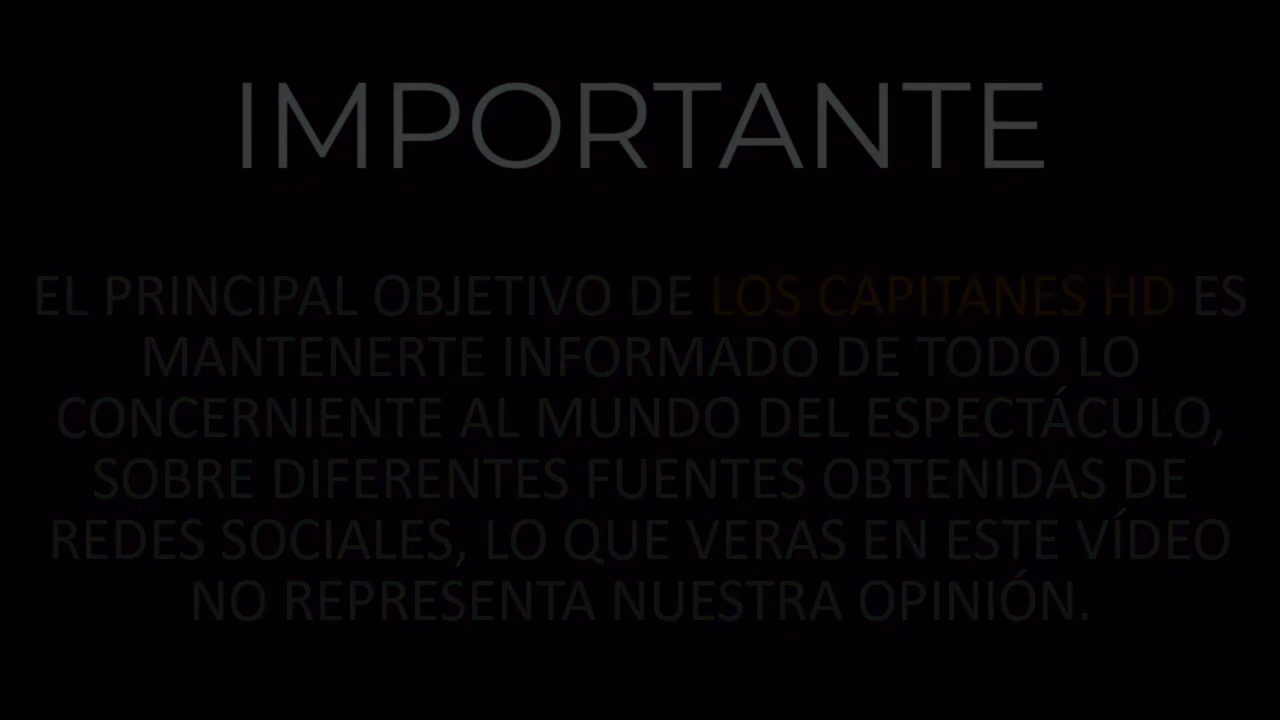 IMPORTANTE
EL PRINCIPAL OBJETIVO DE LOS CAPITANES HD ES
MANTENERTE INFORMADO DE TODO LO
CONCERNIENTE AL MUNDO DEL ESPECTÁCULO,
SOBRE DIFERENTES FUENTES OBTENIDAS DE
REDES SOCIALES, LO QUE VERAS EN ESTE VÍDEO
NO REPRESENTA NUESTRA OPINIÓN.